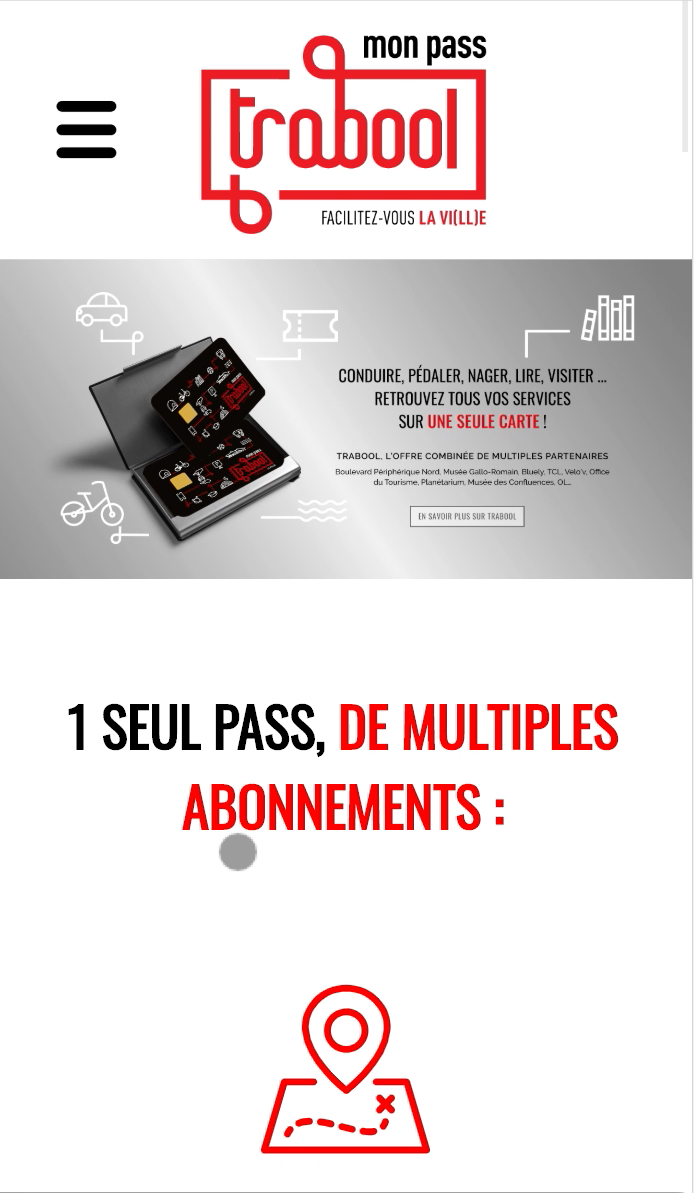 mon pass
trabool
FACILITEZ-VOUS LA VI(LL)E
CONDUIRE, PÉDALER, NAGER, LIRE, VISITER ...
RETROUVEZ TOUS VOS SERVICES
SUR UNE SEULE CARTE !
TRABOOL, L'OFFRE COMBINÉE DE MULTIPLES PARTENAIRES
Boulevard Périphérique Nord, Musée Gallo-Romain, Bluely, TCL, Velo'v, Office
du Tourisme, Planétarium, Musée des Confluences, OL...
EN SAVOIR PLUS SUR TRABOOL
1 SEUL PASS, DE MULTIPLES
ABONNEMENTS :